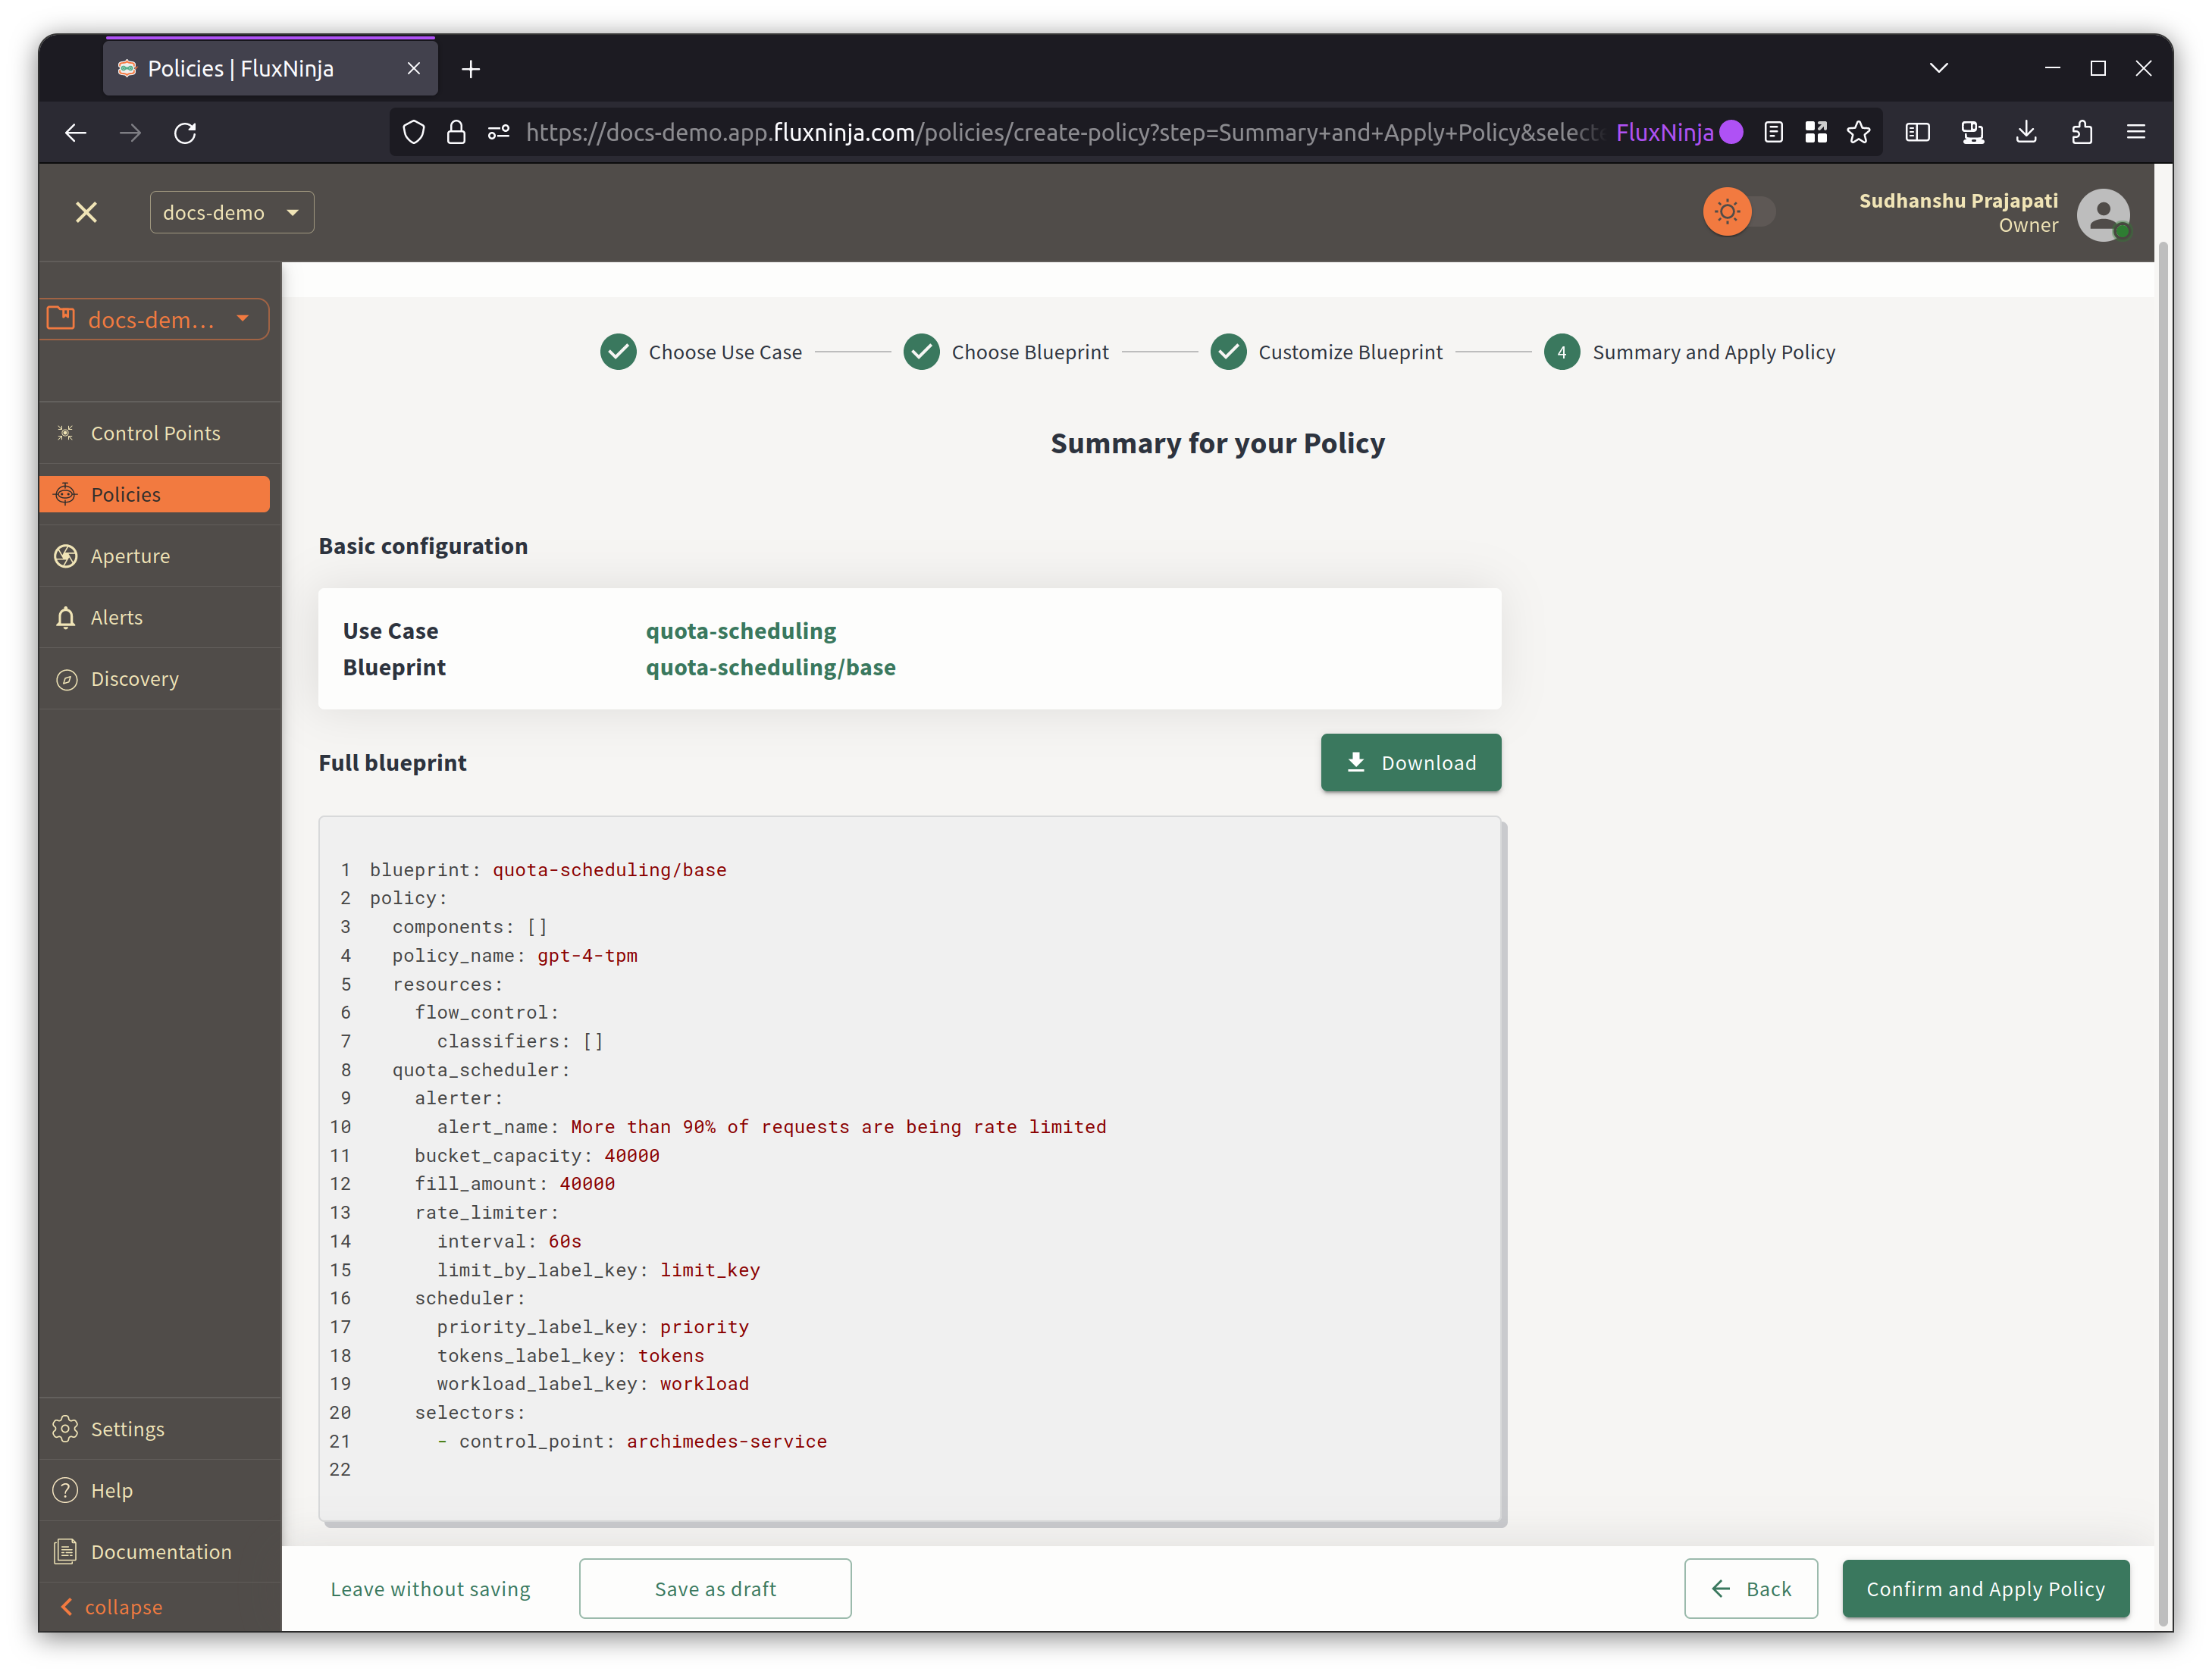 Policies | FluxNinja
https://docs-demo.app.fluxninja.com/policies/create-policy?step=Summary+and+Apply+Policy&select
FluxNinja
docs-demo
Sudhanshu Prajapati
Owner
docs-dem...
Control Points
Policies
Aperture
Alerts
Discovery
Settings
Help
Documentation
collapse
Choose Use Case
Choose Blueprint
Customize Blueprint
4 Summary and Apply Policy
Summary for your Policy
Basic configuration
Use Case quota-scheduling
Blueprint quota-scheduling/base
Full blueprint
Download
1 blueprint: quota-scheduling/base
2 policy:
3 components: []
4 policy_name: gpt-4-tpm
5 resources:
6 flow_control:
7 classifiers: []
8 quota_scheduler:
9 alerter:
10 alert_name: More than 90% of requests are being rate limited
11 bucket_capacity: 40000
12 fill_amount: 40000
13 rate_limiter:
14 interval: 60s
15 limit_by_label_key: limit_key
16 scheduler:
17 priority_label_key: priority
18 tokens_label_key: tokens
19 workload_label_key: workload
20 selectors:
21 - control_point: archimedes-service
22
Leave without saving
Save as draft
Back
Confirm and Apply Policy